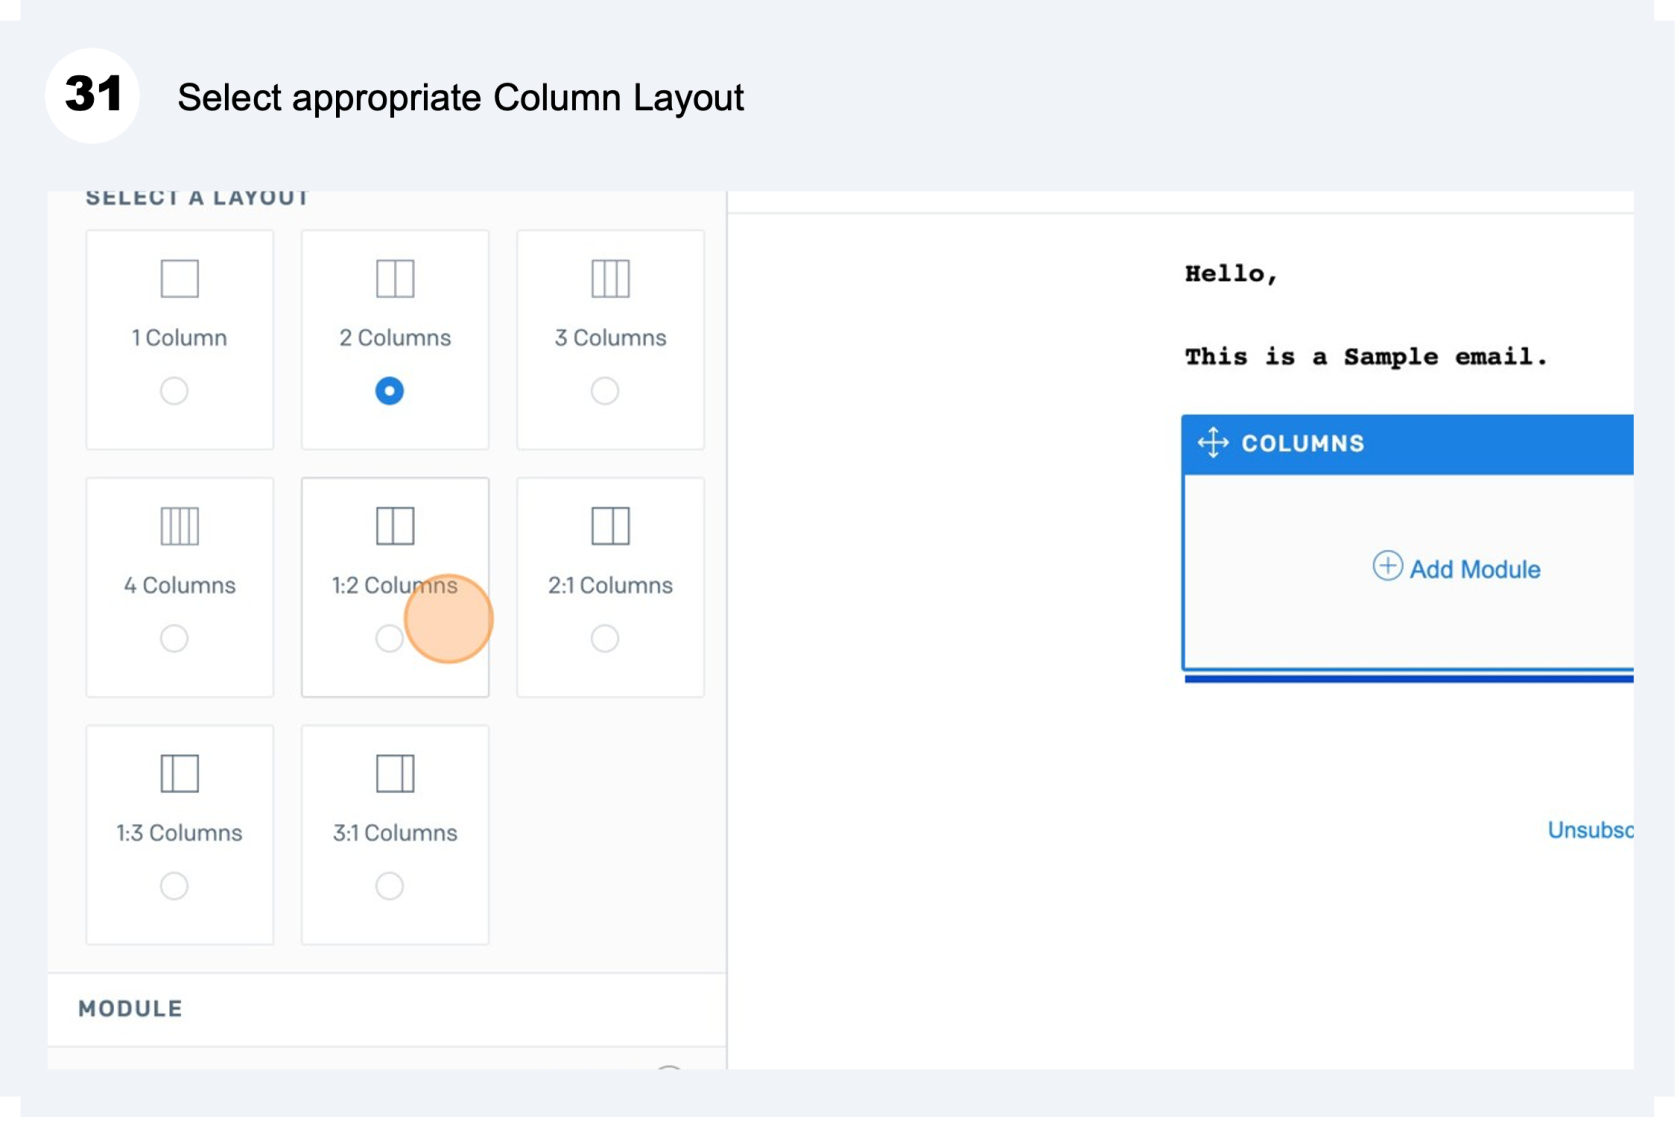 31 Select appropriate Column Layout
SELECT A LAYOUT
1 Column
2 Columns
3 Columns
4 Columns
1:2 Columns
2:1 Columns
1:3 Columns
3:1 Columns
MODULE
Hello,
This is a Sample email.
COLUMNS
Add Module
Unsubsc